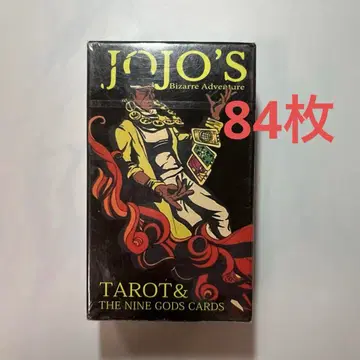 JOJO'S
Bizarre Adventure
84枚
TAROT&
THE NINE GODS CARDS